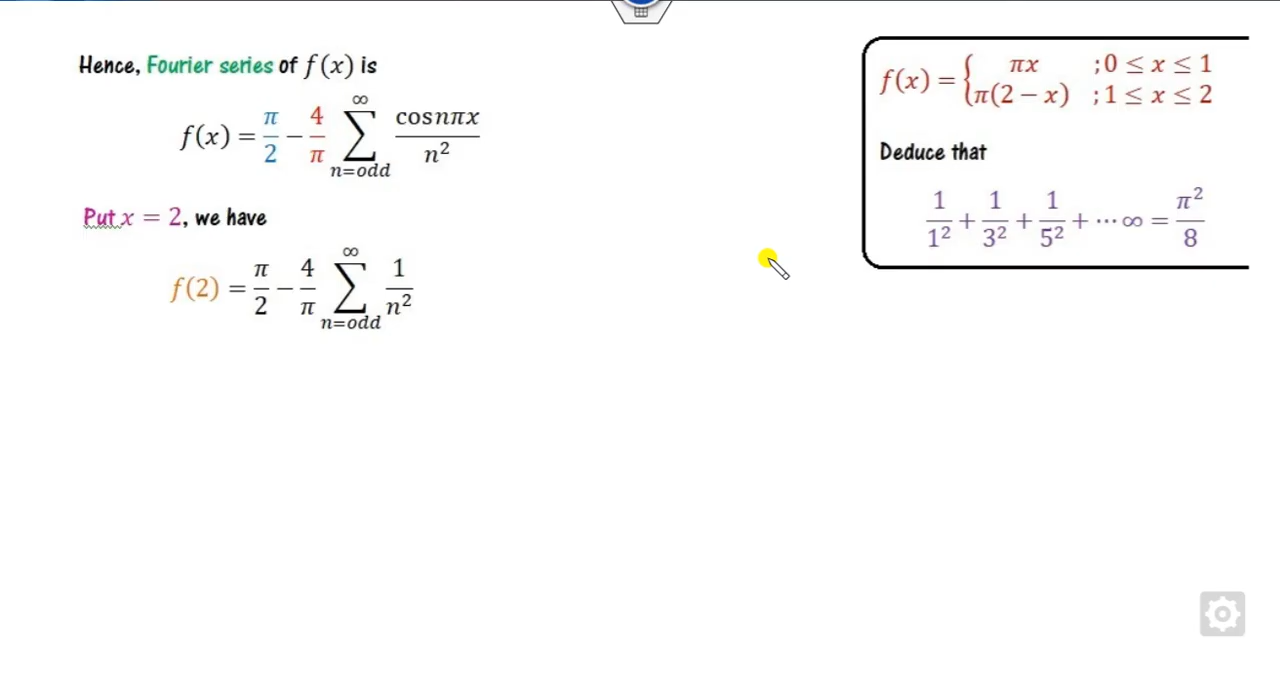 Hence, Fourier series of f(x) is
f(x) = π/2 − 4/π ∑_{n=odd}^{∞} cosnπx/n²
Put x = 2, we have
f(2) = π/2 − 4/π ∑_{n=odd}^{∞} 1/n²
f(x) = { πx ; 0 ≤ x ≤ 1
π(2 − x) ; 1 ≤ x ≤ 2
Deduce that
1/1² + 1/3² + 1/5² + ⋯ ∞ = π²/8